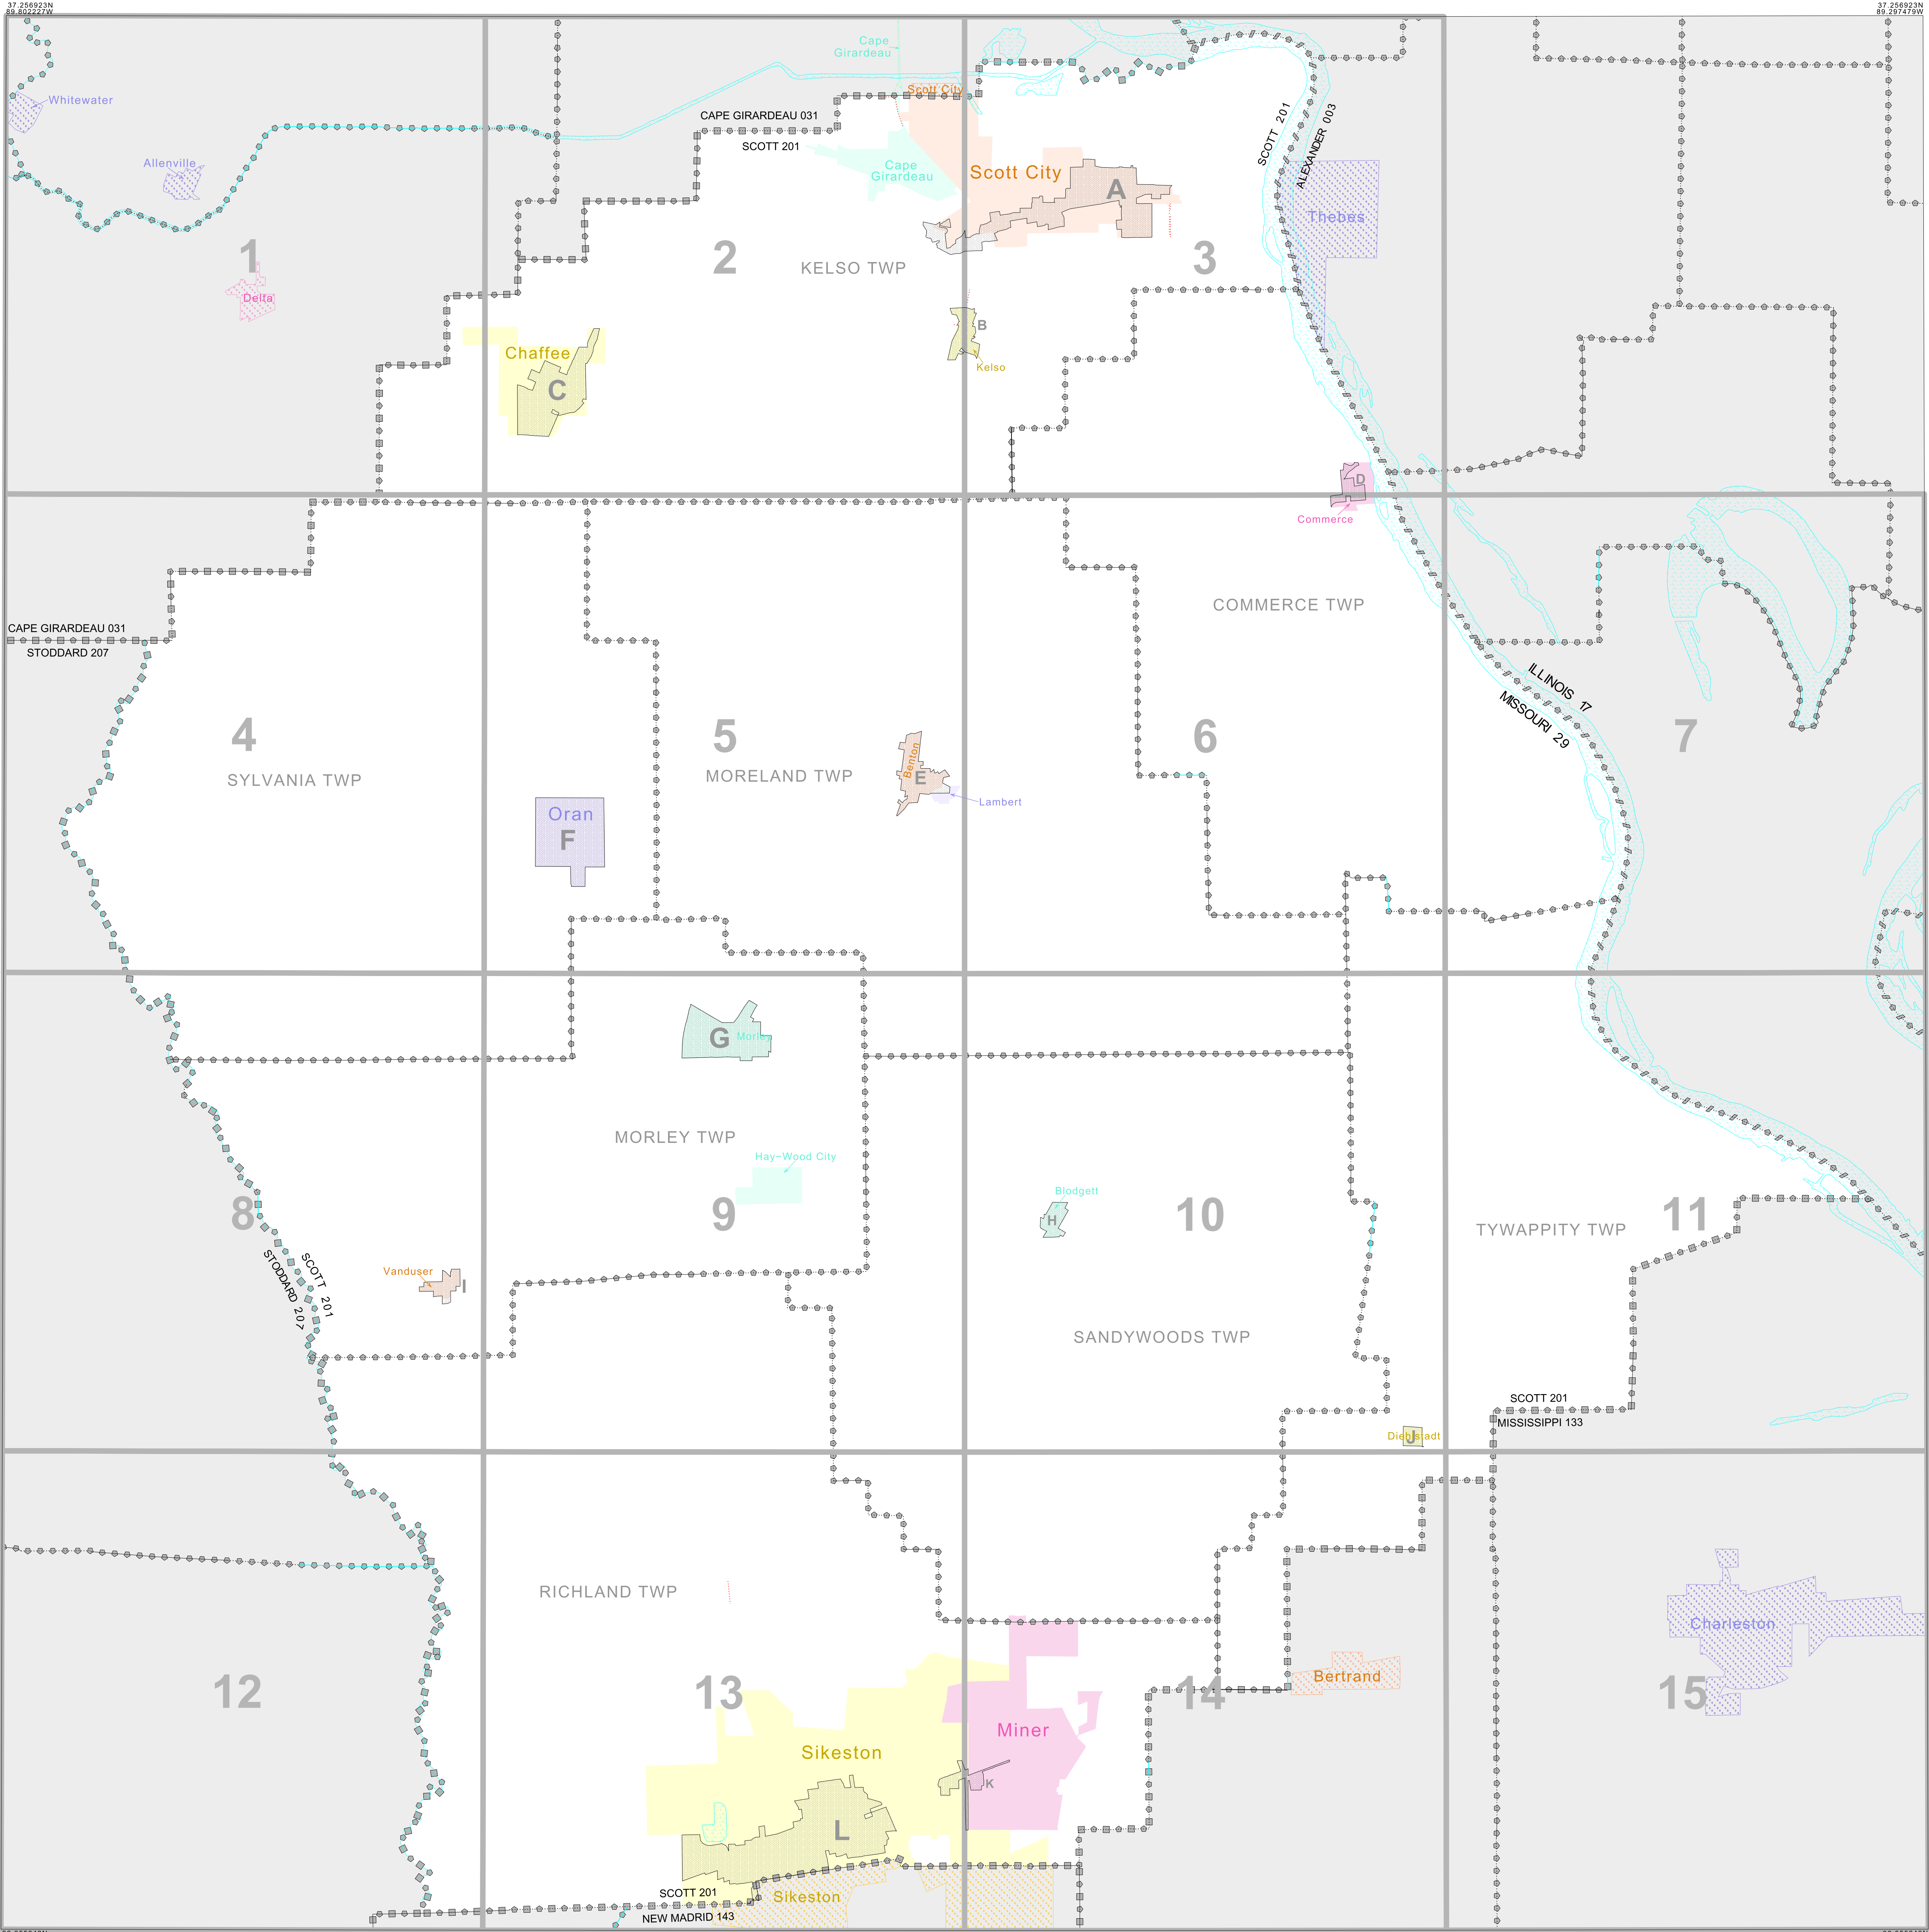 37.256923N
89.802227W
37.256923N
89.297479W
Cape
Girardeau
Whitewater
Scott City
CAPE GIRARDEAU 031
SCOTT 201
SCOTT 201
ALEXANDER 003
Allenville
Cape
Girardeau
Scott City
A
Thebes
1
2
KELSO TWP
3
Delta
B
Chaffee
Kelso
C
D
Commerce
COMMERCE TWP
CAPE GIRARDEAU 031
STODDARD 207
ILLINOIS 17
MISSOURI 29
4
5
6
7
SYLVANIA TWP
MORELAND TWP
Benton
E
Lambert
Oran
F
G
Morley
MORLEY TWP
Hay-Wood City
Blodgett
H
8
9
10
11
TYWAPPITY TWP
SCOTT 201
STODDARD 207
Vanduser
I
SANDYWOODS TWP
SCOTT 201
MISSISSIPPI 133
Diehlstadt
J
RICHLAND TWP
Charleston
Bertrand
12
13
14
15
Miner
Sikeston
K
L
SCOTT 201
NEW MADRID 143
Sikeston